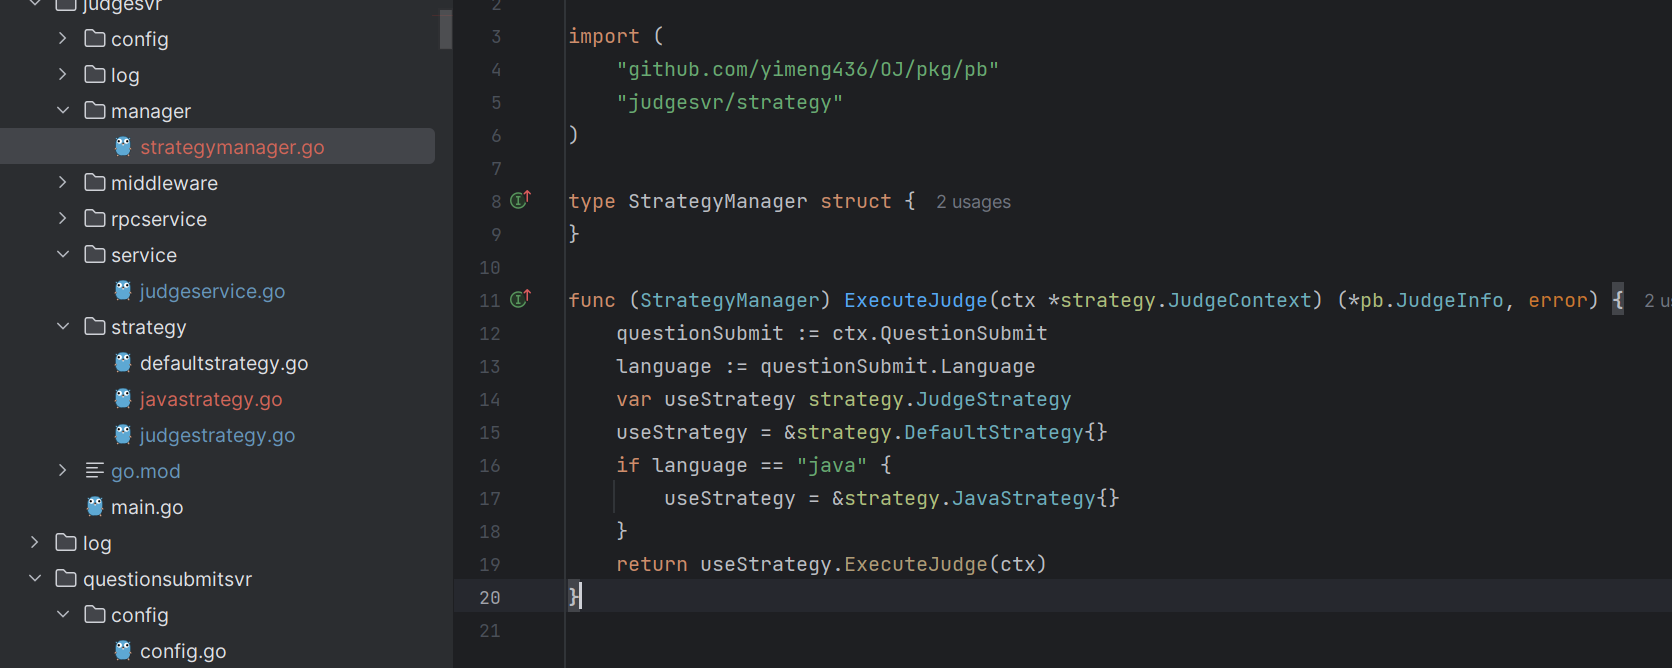 judgesvr
config
log
manager
strategymanager.go
middleware
rpcservice
service
judgeservice.go
strategy
defaultstrategy.go
javastrategy.go
judgestrategy.go
go.mod
main.go
log
questionsubmitsvr
config
config.go
2
3 import (
4 "github.com/yimeng436/OJ/pkg/pb"
5 "judgesvr/strategy"
6 )
7
8 type StrategyManager struct { 2 usages
9 }
10
11 func (StrategyManager) ExecuteJudge(ctx *strategy.JudgeContext) (*pb.JudgeInfo, error) { 2 us
12 questionSubmit := ctx.QuestionSubmit
13 language := questionSubmit.Language
14 var useStrategy strategy.JudgeStrategy
15 useStrategy = &strategy.DefaultStrategy{}
16 if language == "java" {
17 useStrategy = &strategy.JavaStrategy{}
18 }
19 return useStrategy.ExecuteJudge(ctx)
20 }
21